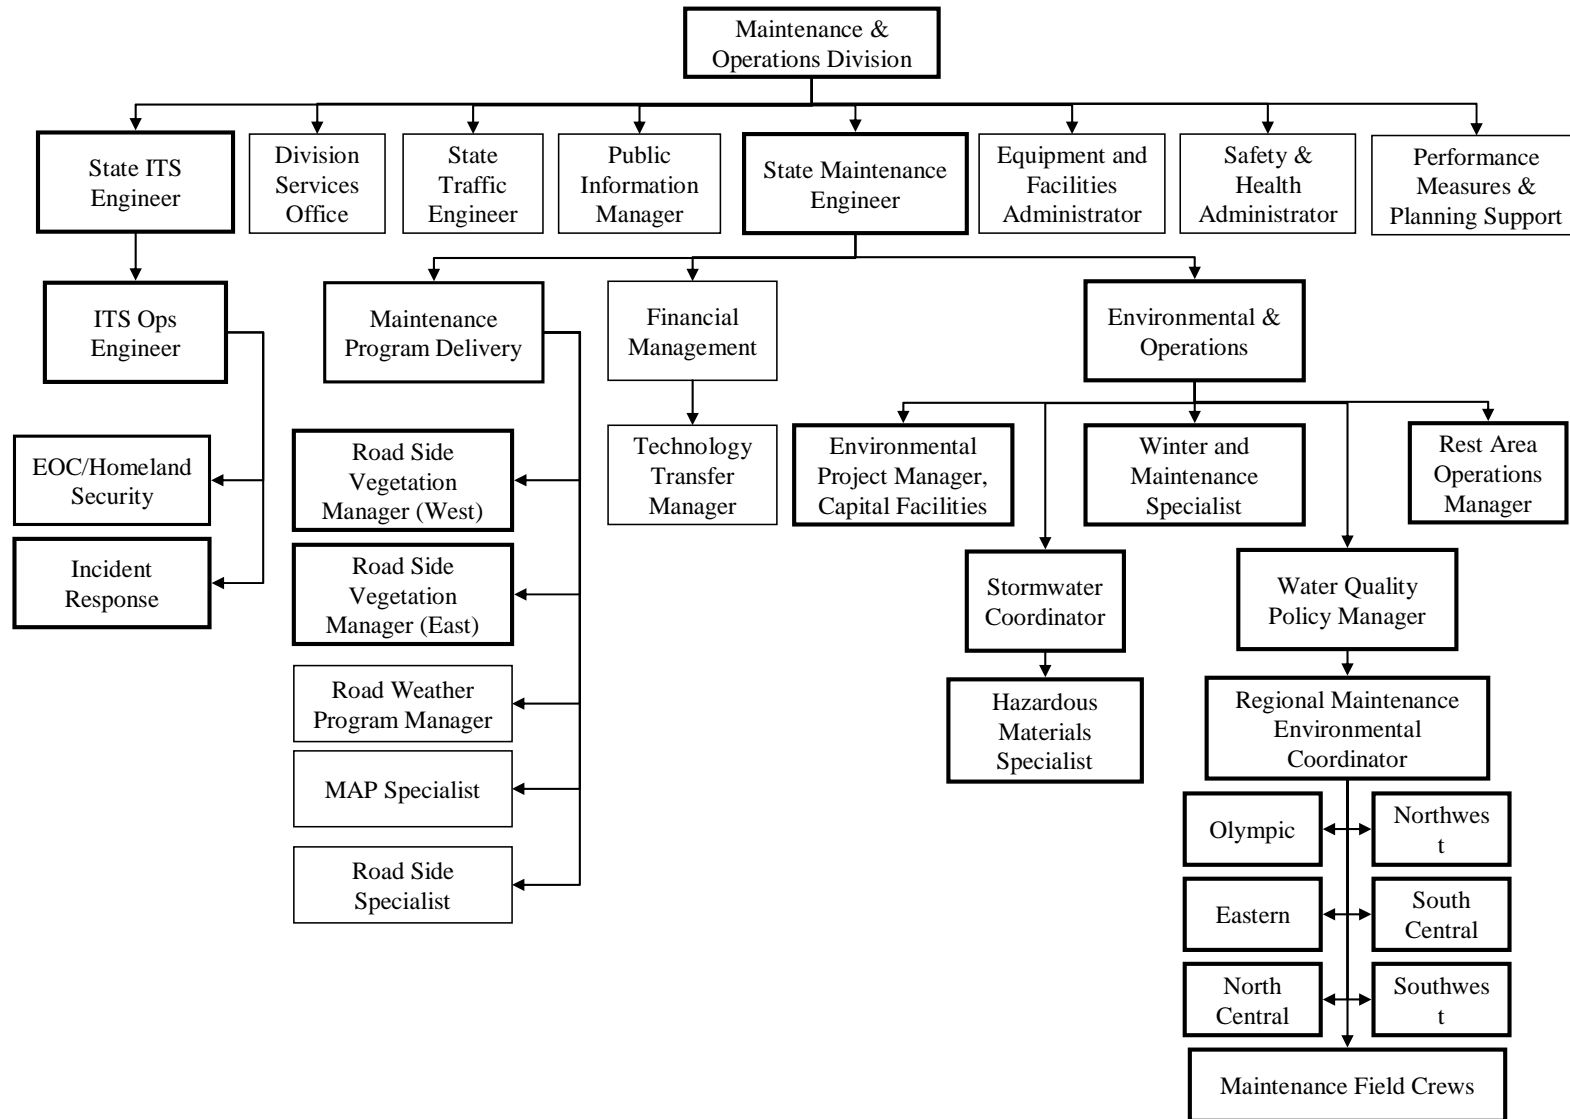 Maintenance &
Operations Division
State ITS
Engineer
Division
Services
Office
State
Traffic
Engineer
Public
Information
Manager
State Maintenance
Engineer
Equipment and
Facilities
Administrator
Safety &
Health
Administrator
Performance
Measures &
Planning Support
ITS Ops
Engineer
Maintenance
Program Delivery
Financial
Management
Environmental &
Operations
EOC/Homeland
Security
Incident
Response
Road Side
Vegetation
Manager (West)
Road Side
Vegetation
Manager (East)
Road Weather
Program Manager
MAP Specialist
Road Side
Specialist
Technology
Transfer
Manager
Environmental
Project Manager,
Capital Facilities
Winter and
Maintenance
Specialist
Rest Area
Operations
Manager
Stormwater
Coordinator
Water Quality
Policy Manager
Hazardous
Materials
Specialist
Regional Maintenance
Environmental
Coordinator
Olympic
Northwes
t
Eastern
South
Central
North
Central
Southwes
t
Maintenance Field Crews